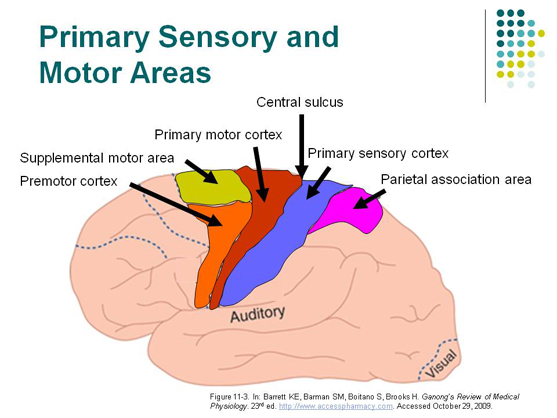 Primary Sensory and
Motor Areas
Central sulcus
Primary motor cortex
Supplemental motor area
Primary sensory cortex
Premotor cortex
Parietal association area
Auditory
Visual
Figure 11-3. In: Barrett KE, Barman SM, Boitano S, Brooks H. Ganong's Review of Medical
Physiology. 23rd ed. http://www.accesspharmacy.com. Accessed October 29, 2009.